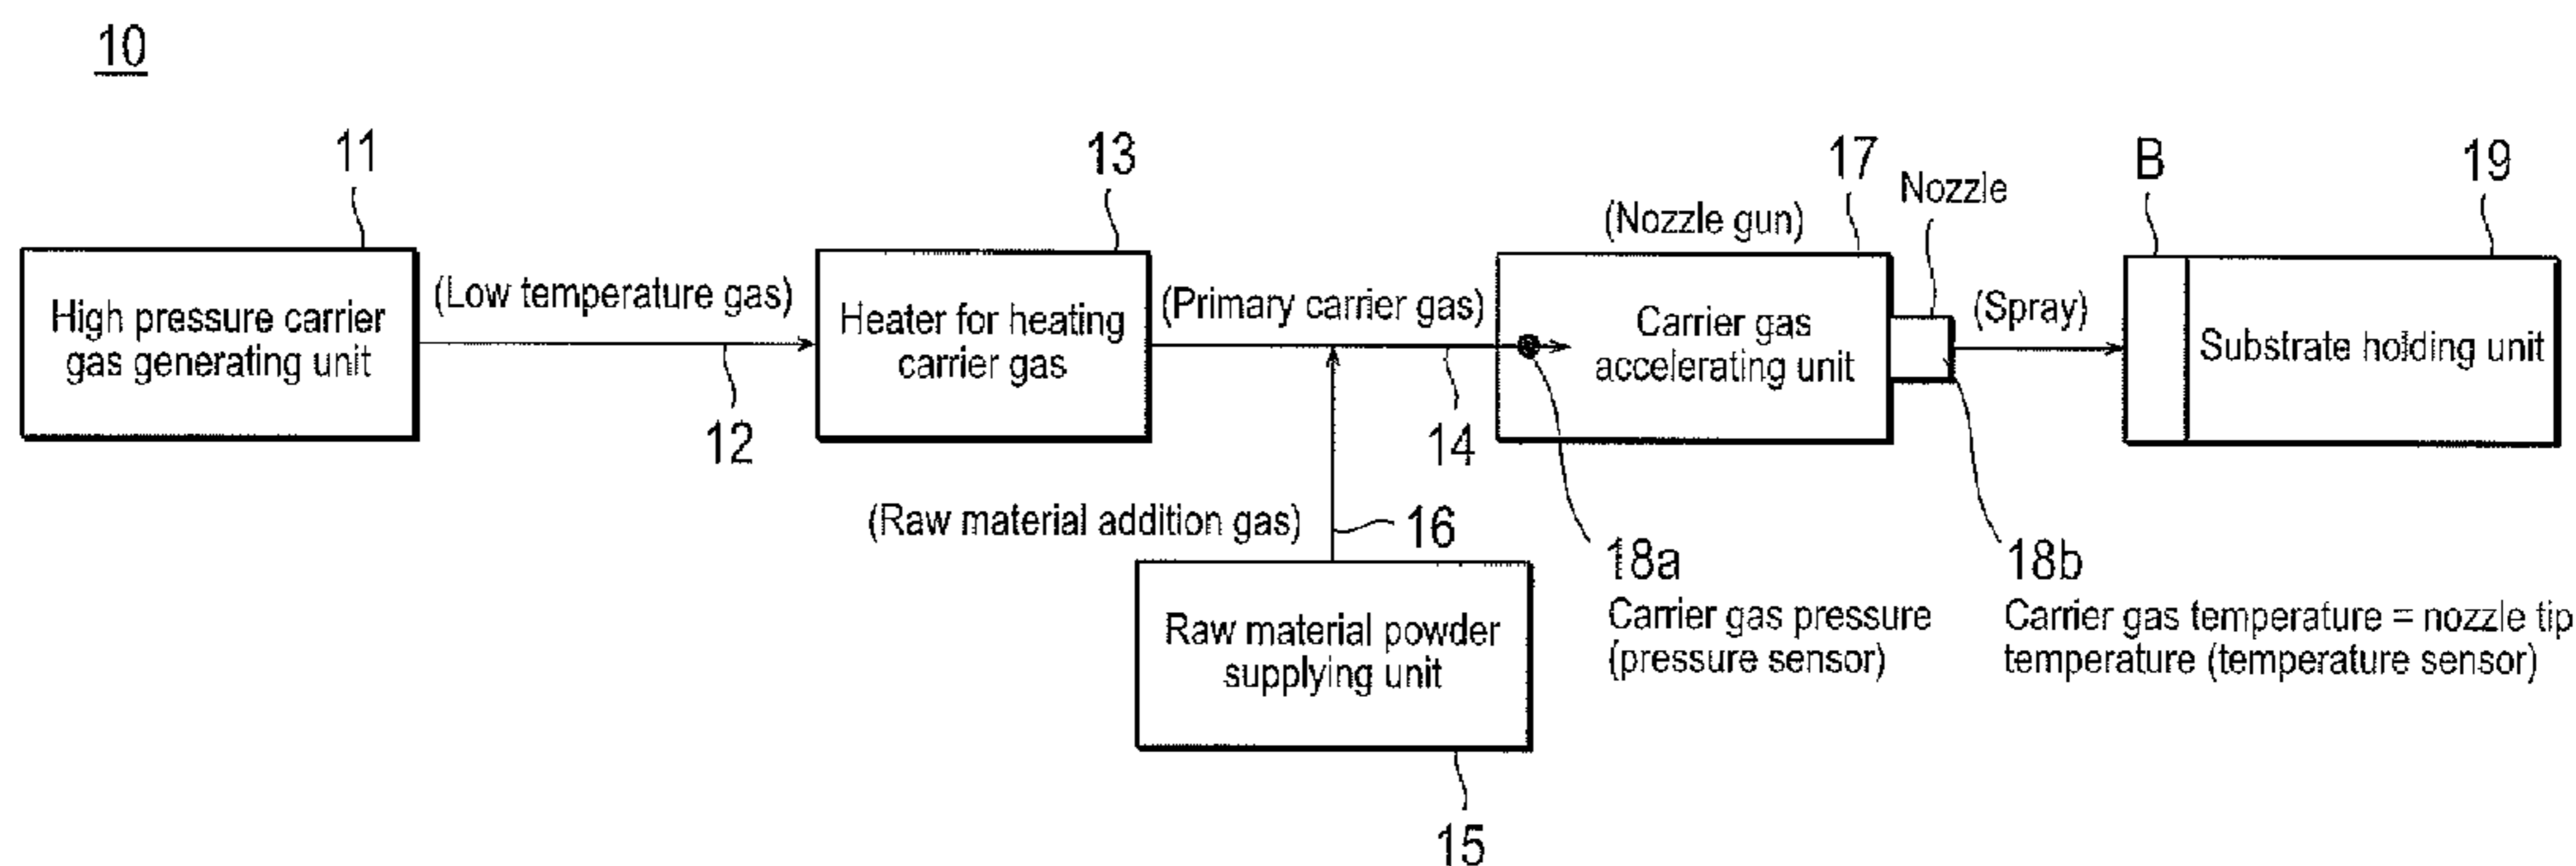 10
11
13
17
Nozzle
B
19
(Nozzle gun)
High pressure carrier
gas generating unit
(Low temperature gas)
12
Heater for heating
carrier gas
(Primary carrier gas)
14
Carrier gas
accelerating unit
(Spray)
Substrate holding unit
(Raw material addition gas)
16
18a
Carrier gas pressure
(pressure sensor)
18b
Carrier gas temperature = nozzle tip
temperature (temperature sensor)
Raw material powder
supplying unit
15